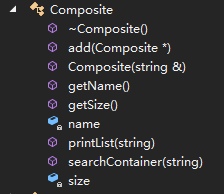 Composite
~Composite()
add(Composite *)
Composite(string &)
getName()
getSize()
name
printList(string)
searchContainer(string)
size